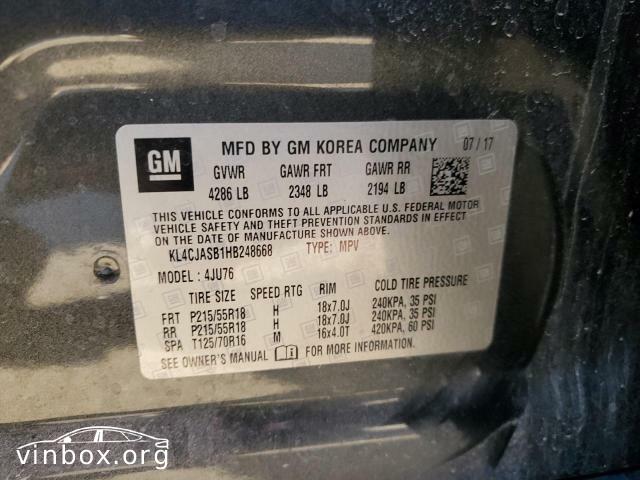 GM
MFD BY GM KOREA COMPANY 07/17
GVWR GAWR FRT GAWR RR
4286 LB 2348 LB 2194 LB
THIS VEHICLE CONFORMS TO ALL APPLICABLE U.S. FEDERAL MOTOR
VEHICLE SAFETY AND THEFT PREVENTION STANDARDS IN EFFECT
ON THE DATE OF MANUFACTURE SHOWN ABOVE.
KL4CJASB1HB248668 TYPE: MPV
MODEL: 4JU76
TIRE SIZE SPEED RTG RIM COLD TIRE PRESSURE
FRT P215/55R18 H 18x7.0J 240KPA, 35 PSI
RR P215/55R18 H 18x7.0J 240KPA, 35 PSI
SPA T125/70R16 M 16x4.0T 420KPA, 60 PSI
SEE OWNER'S MANUAL FOR MORE INFORMATION.
vinbox.org